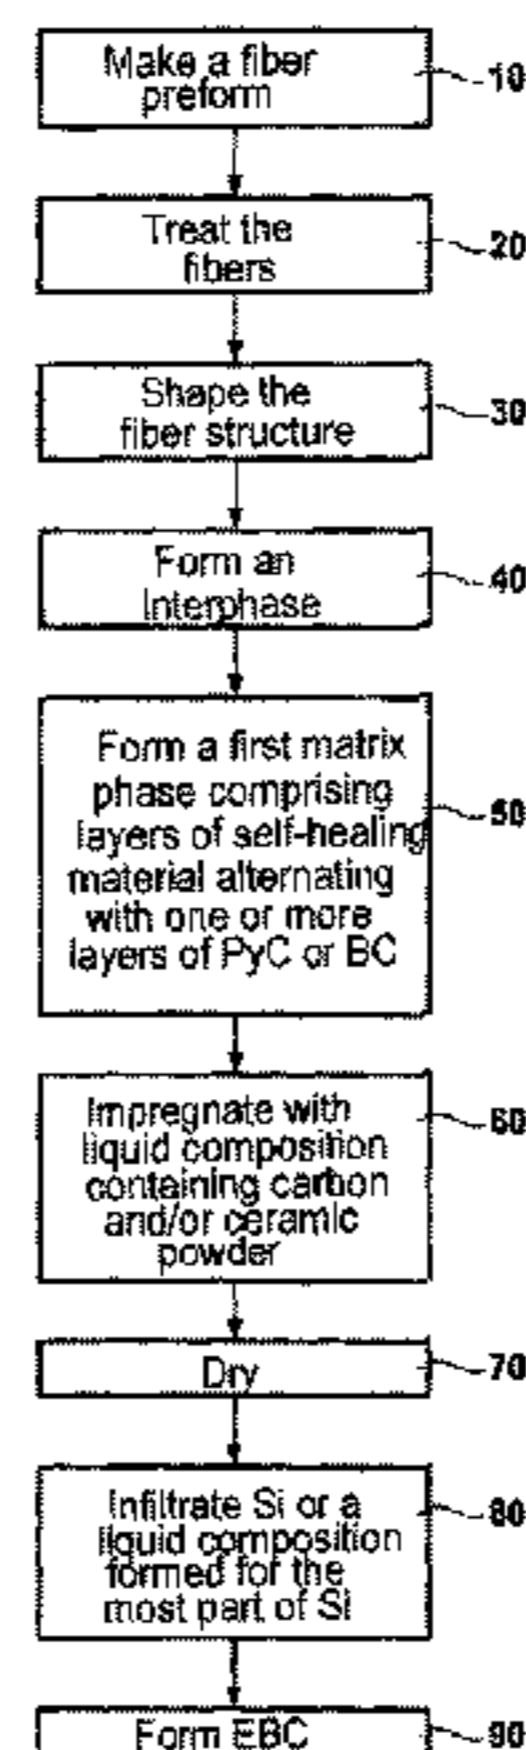 Make a fiber
preform
10
Treat the
fibers
20
Shape the
fiber structure
30
Form an
Interphase
40
Form a first matrix
phase comprising
layers of self-healing
material alternating
with one or more
layers of PyC or BC
50
Impregnate with
liquid composition
containing carbon
and/or ceramic
powder
60
Dry
70
Infiltrate Si or a
liquid composition
formed for the
most part of Si
80
Form EBC
90